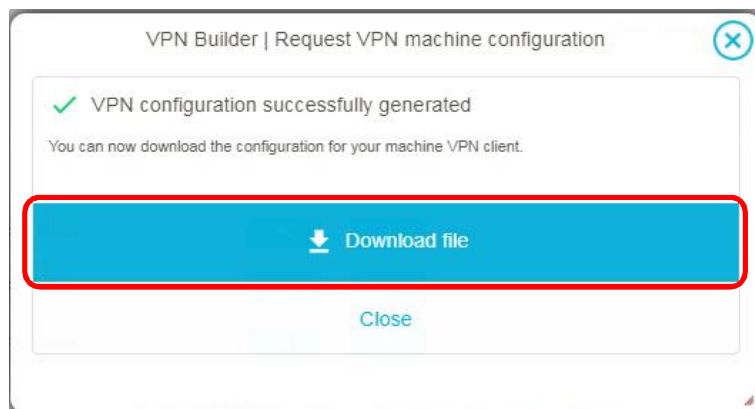 VPN Builder | Request VPN machine configuration
VPN configuration successfully generated
You can now download the configuration for your machine VPN client.
Download file
Close